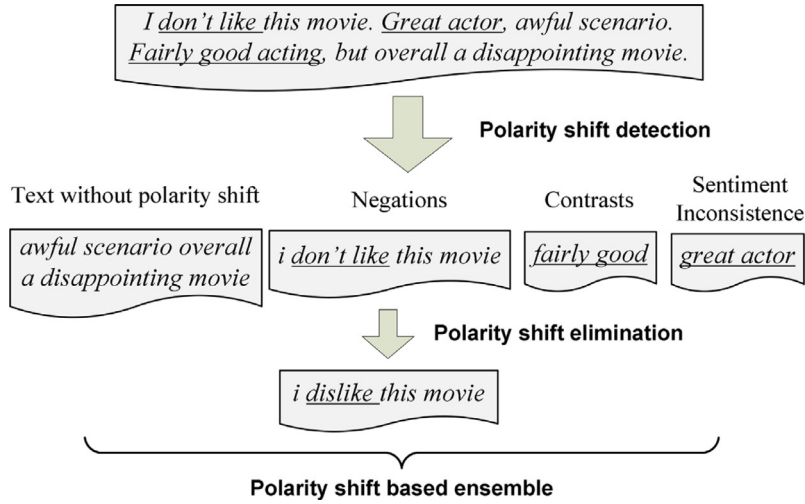 I don't like this movie. Great actor, awful scenario.
Fairly good acting, but overall a disappointing movie.
Polarity shift detection
Text without polarity shift
Negations
Contrasts
Sentiment
Inconsistence
awful scenario overall
a disappointing movie
i don't like this movie
fairly good
great actor
Polarity shift elimination
i dislike this movie
Polarity shift based ensemble